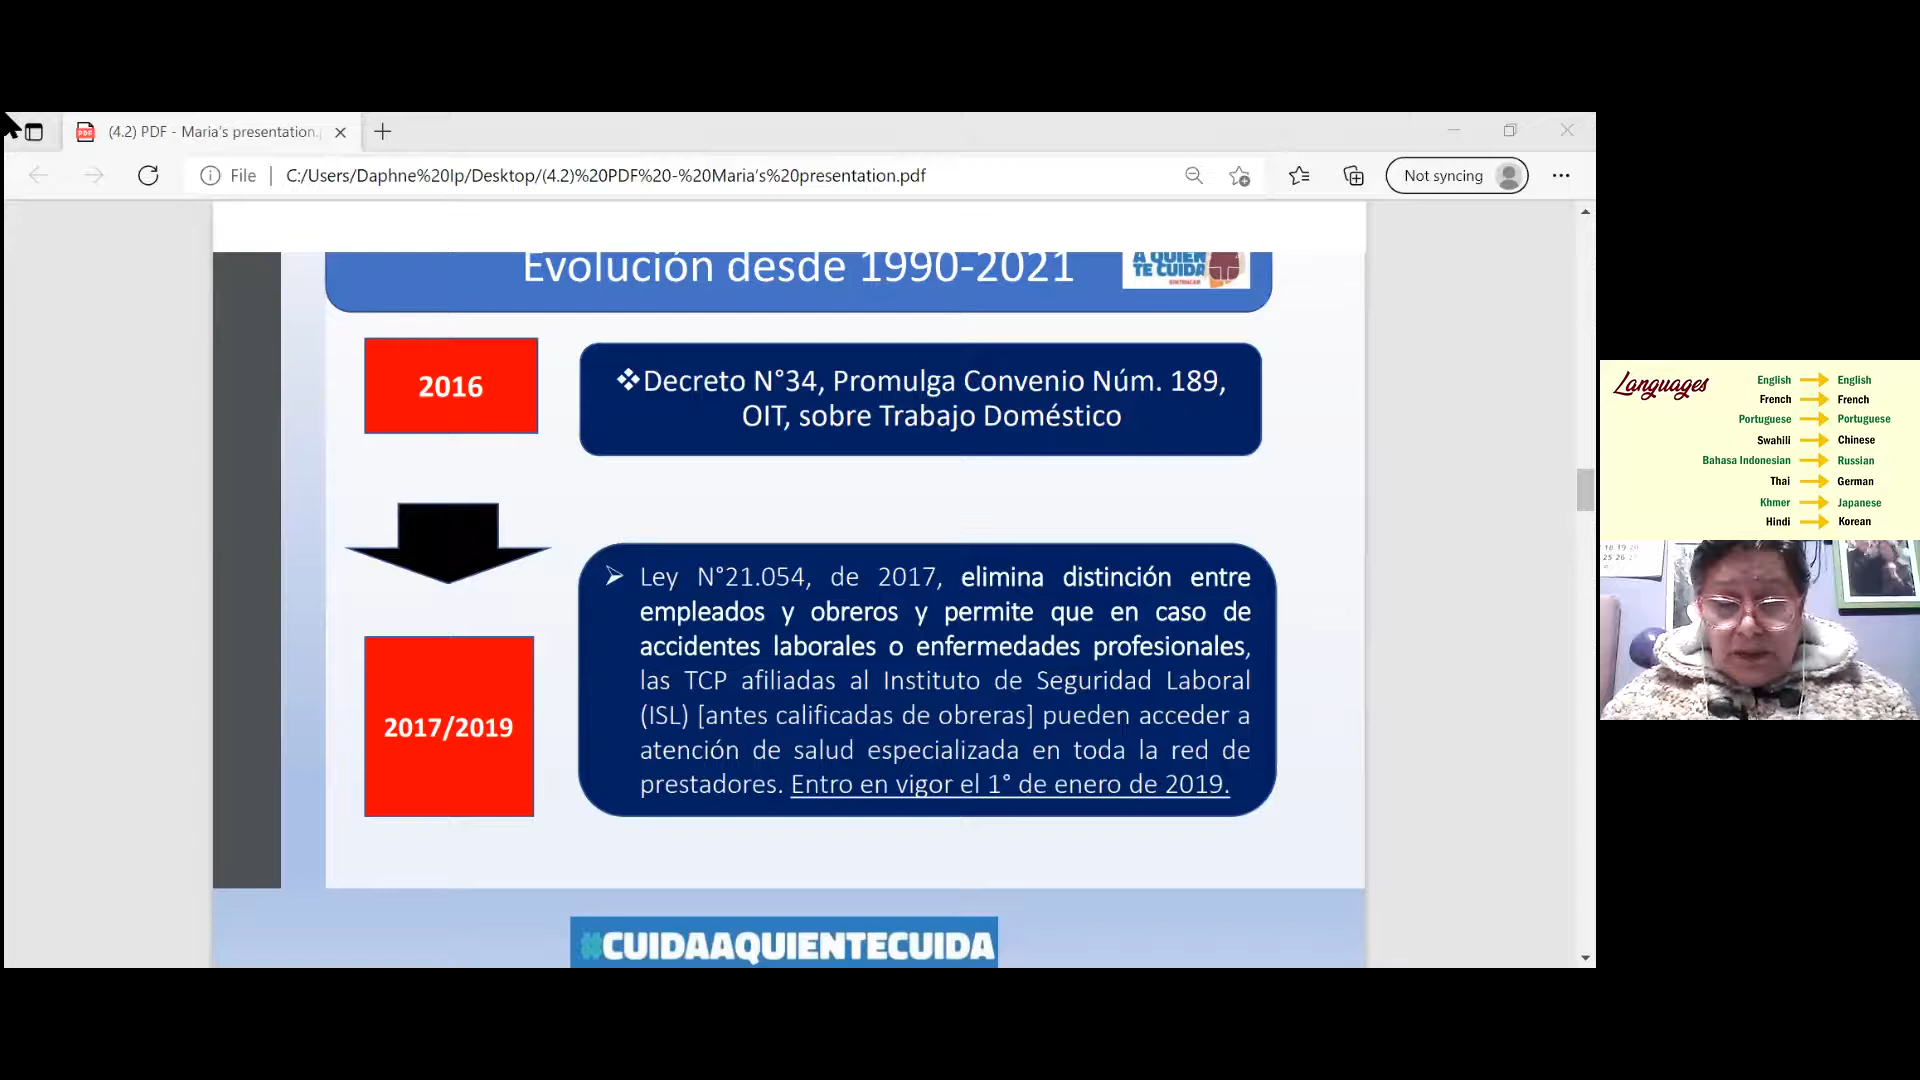 (4.2) PDF - Maria's presentation.
File
C:/Users/Daphne%20Ip/Desktop/(4.2)%20PDF%20-%20Maria's%20presentation.pdf
Not syncing
Evolución desde 1990-2021
A QUIEN
TE CUIDA
2016
❖Decreto N°34, Promulga Convenio Núm. 189,
OIT, sobre Trabajo Doméstico
2017/2019
➢ Ley N°21.054, de 2017, elimina distinción entre
empleados y obreros y permite que en caso de
accidentes laborales o enfermedades profesionales,
las TCP afiliadas al Instituto de Seguridad Laboral
(ISL) [antes calificadas de obreras] pueden acceder a
atención de salud especializada en toda la red de
prestadores. Entro en vigor el 1° de enero de 2019.
#CUIDAAQUIENTECUIDA
Languages
English English
French French
Portuguese Portuguese
Swahili Chinese
Bahasa Indonesian Russian
Thai German
Khmer Japanese
Hindi Korean